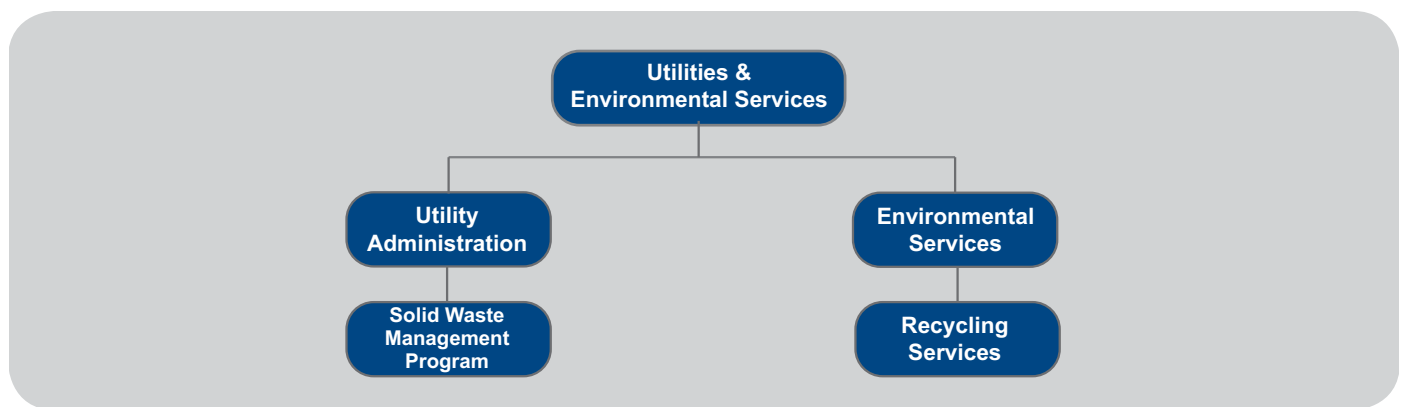 Utilities &
Environmental Services
Utility
Administration
Environmental
Services
Solid Waste
Management
Program
Recycling
Services